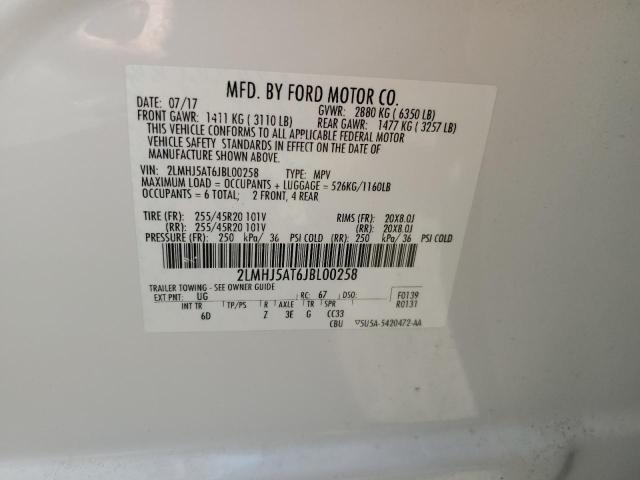 MFD. BY FORD MOTOR CO.
DATE: 07/17 GVWR: 2880 KG ( 6350 LB)
FRONT GAWR: 1411 KG ( 3110 LB) REAR GAWR: 1477 KG ( 3257 LB)
THIS VEHICLE CONFORMS TO ALL APPLICABLE FEDERAL MOTOR
VEHICLE SAFETY STANDARDS IN EFFECT ON THE DATE OF
MANUFACTURE SHOWN ABOVE.
VIN: 2LMHJ5AT6JBL00258 TYPE: MPV
MAXIMUM LOAD = OCCUPANTS + LUGGAGE = 526KG/1160LB
OCCUPANTS = 6 TOTAL; 2 FRONT, 4 REAR
TIRE (FR): 255/45R20 101V RIMS (FR): 20X8.0J
(RR): 255/45R20 101V (RR): 20X8.0J
PRESSURE (FR): 250 kPa/ 36 PSI COLD (RR): 250 kPa/ 36 PSI COLD
2LMHJ5AT6JBL00258
TRAILER TOWING - SEE OWNER GUIDE
EXT PNT: UG RC: 67 DSO: F0139
R0131
INT TR TP/PS R AXLE TR SPR
6D Z 3E G CC33
CBU 5U5A-5420472-AA